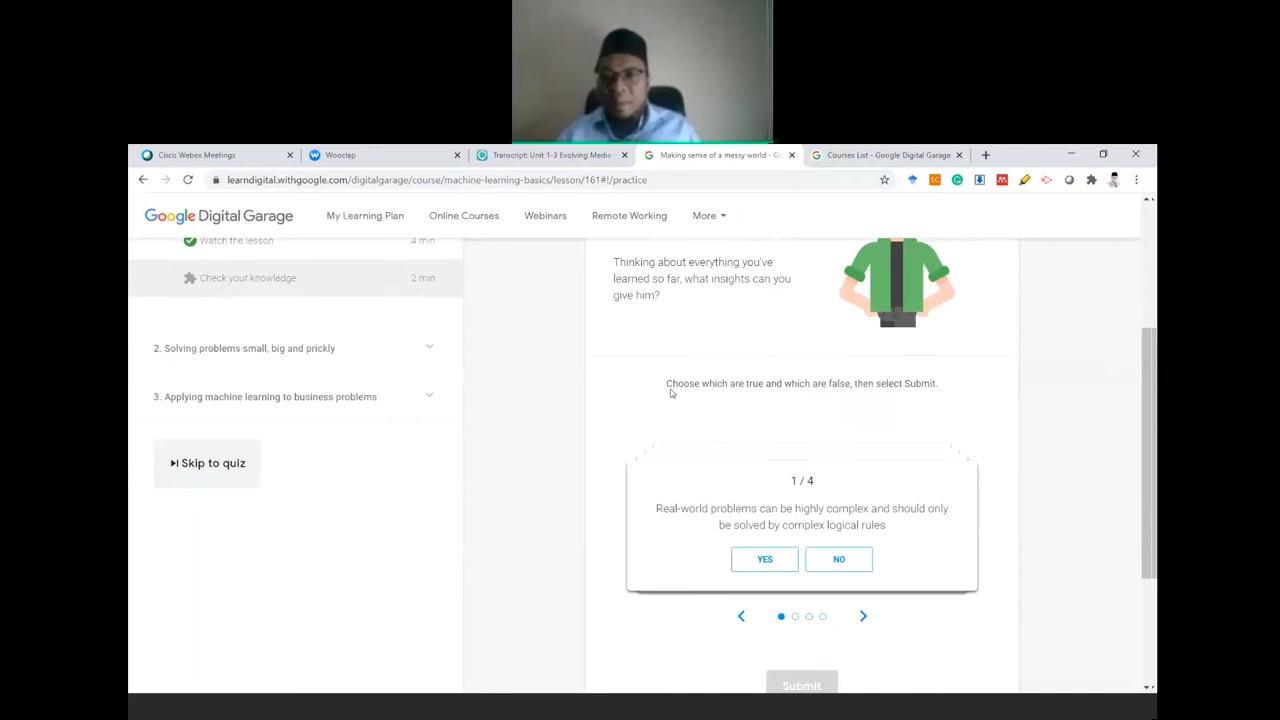 Cisco Webex Meetings
Wooclap
Transcript: Unit 1-3 Evolving Media
Making sense of a messy world - Go
Courses List - Google Digital Garage
learndigital.withgoogle.com/digitalgarage/course/machine-learning-basics/lesson/161#!/practice
Google Digital Garage
My Learning Plan
Online Courses
Webinars
Remote Working
More
Watch the lesson 4 min
Check your knowledge 2 min
2. Solving problems small, big and prickly
3. Applying machine learning to business problems
Skip to quiz
Thinking about everything you've
learned so far, what insights can you
give him?
Choose which are true and which are false, then select Submit.
1 / 4
Real-world problems can be highly complex and should only
be solved by complex logical rules
YES
NO
Submit